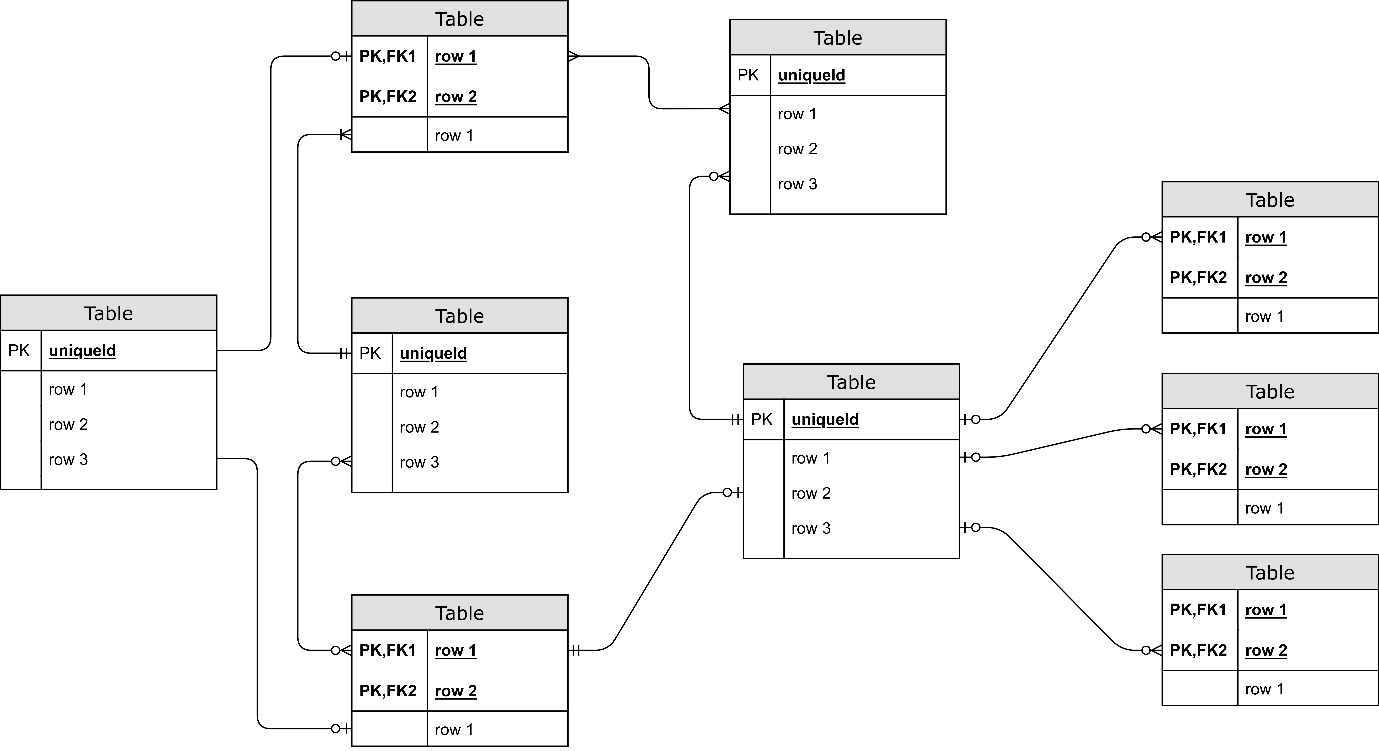 Table
PK,FK1 row 1
PK,FK2 row 2
row 1
Table
PK uniqueId
row 1
row 2
row 3
Table
PK,FK1 row 1
PK,FK2 row 2
row 1
Table
PK uniqueId
row 1
row 2
row 3
Table
PK uniqueId
row 1
row 2
row 3
Table
PK uniqueId
row 1
row 2
row 3
Table
PK,FK1 row 1
PK,FK2 row 2
row 1
Table
PK,FK1 row 1
PK,FK2 row 2
row 1
Table
PK,FK1 row 1
PK,FK2 row 2
row 1